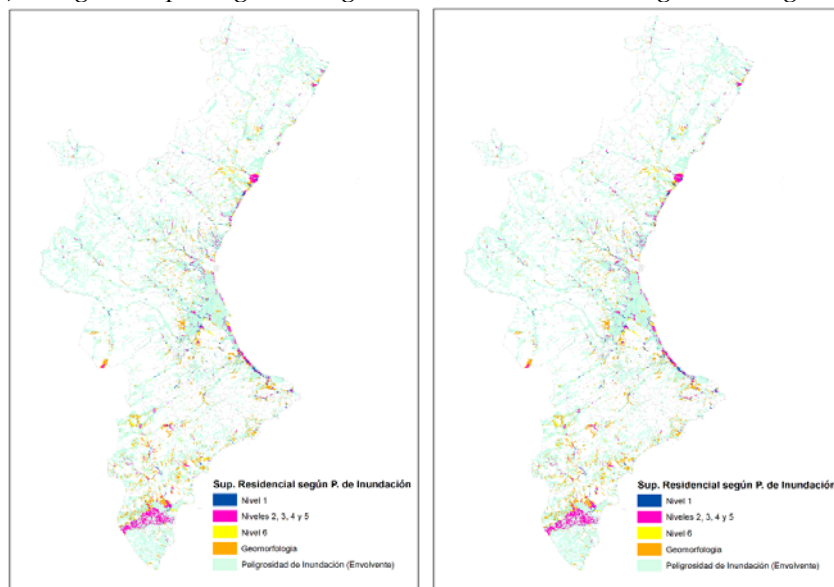 Sup. Residencial según P. de Inundación
Nivel 1
Niveles 2, 3, 4 y 5
Nivel 6
Geomorfologia
Peligrosidad de Inundación (Envolvente)
Sup. Residencial según P. de Inundación
Nivel 1
Niveles 2, 3, 4 y 5
Nivel 6
Geomorfologia
Peligrosidad de Inundación (Envolvente)